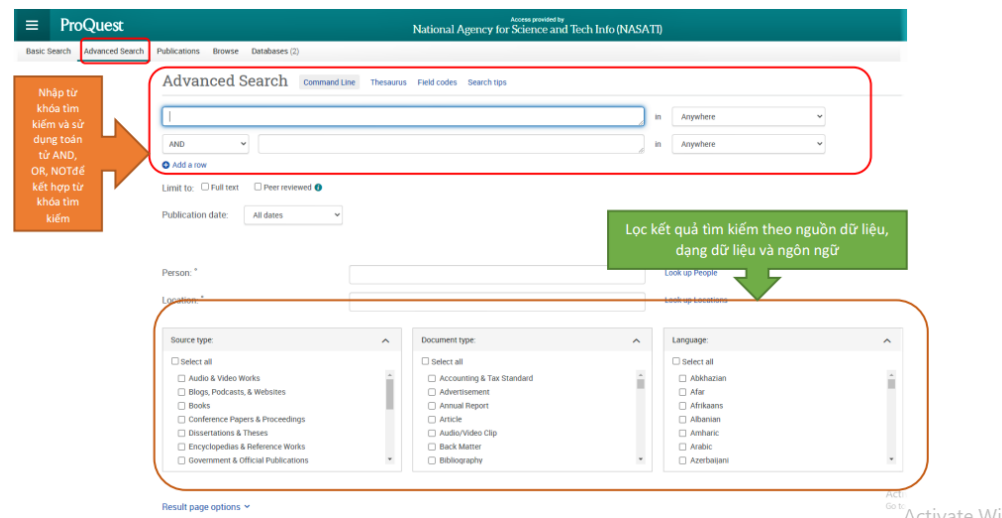 ProQuest
Access provided by
National Agency for Science and Tech Info (NASATI)
Basic Search Advanced Search Publications Browse Databases (2)
Advanced Search Command Line Thesaurus Field codes Search tips
Nhập từ
khóa tìm
kiếm và sử
dụng toán
tử AND,
OR, NOTđể
kết hợp từ
khóa tìm
kiếm
in Anywhere
AND in Anywhere
Add a row
Limit to: Full text Peer reviewed
Publication date: All dates
Lọc kết quả tìm kiếm theo nguồn dữ liệu,
dạng dữ liệu và ngôn ngữ
Person: * Look up People
Location: * Look up Locations
Source type: Document type: Language:
Select all Select all Select all
Audio & Video Works Accounting & Tax Standard Abkhazian
Blogs, Podcasts, & Websites Advertisement Afar
Books Annual Report Afrikaans
Conference Papers & Proceedings Article Albanian
Dissertations & Theses Audio/Video Clip Amharic
Encyclopedias & Reference Works Back Matter Arabic
Government & Official Publications Bibliography Azerbaijani
Result page options
Acti
Go to
Activate Wi